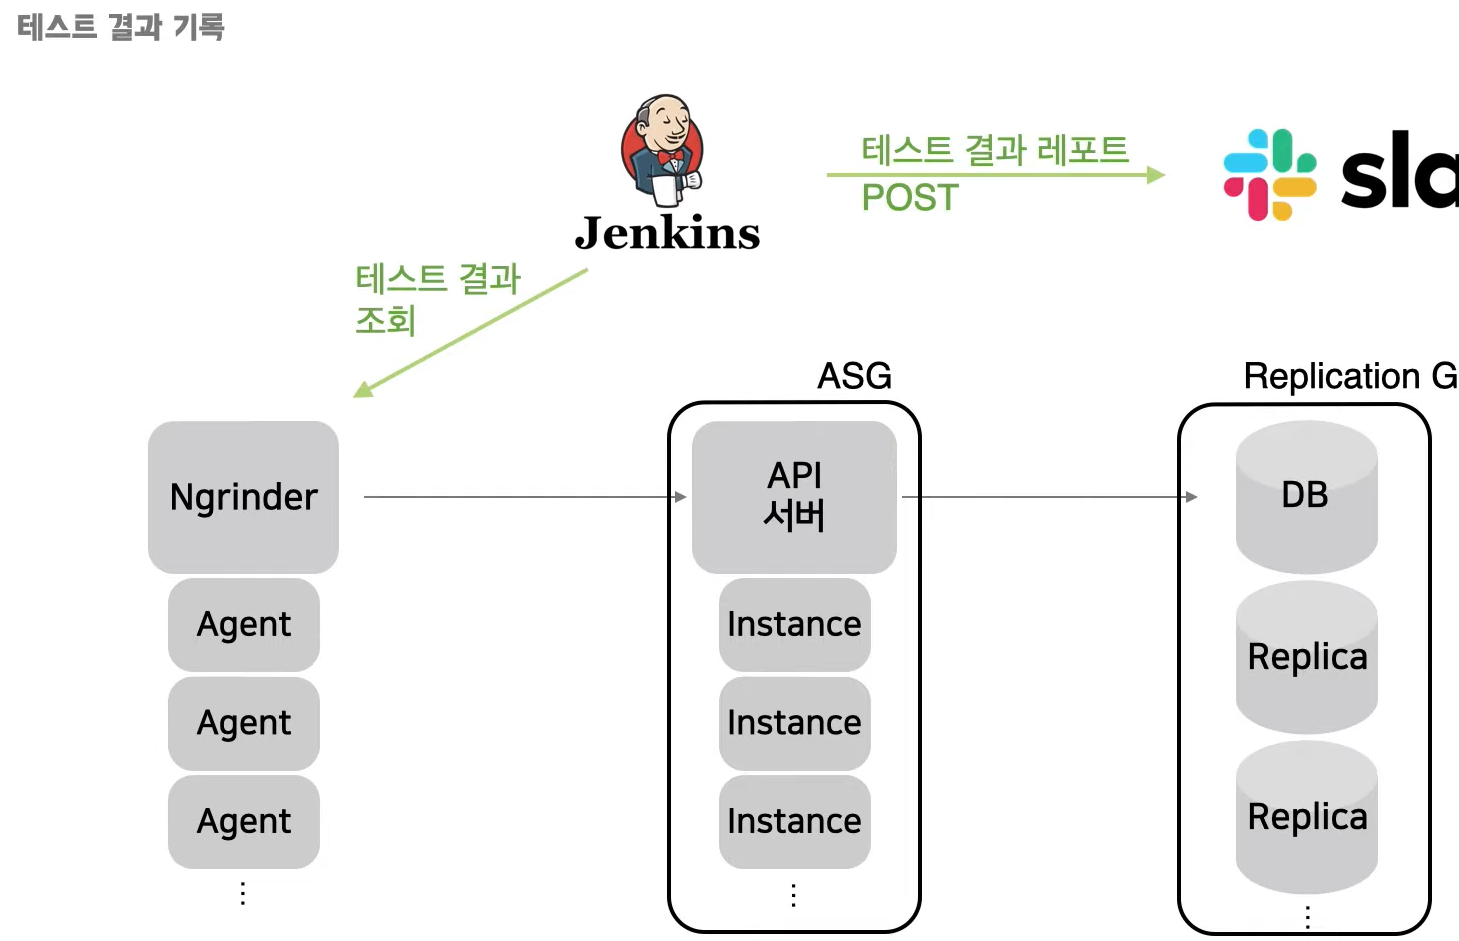 테스트 결과 기록
Jenkins
테스트 결과 레포트
POST
sla
테스트 결과
조회
ASG
Replication G
Ngrinder
API
서버
DB
Agent
Instance
Replica
Agent
Instance
Agent
Instance
Replica